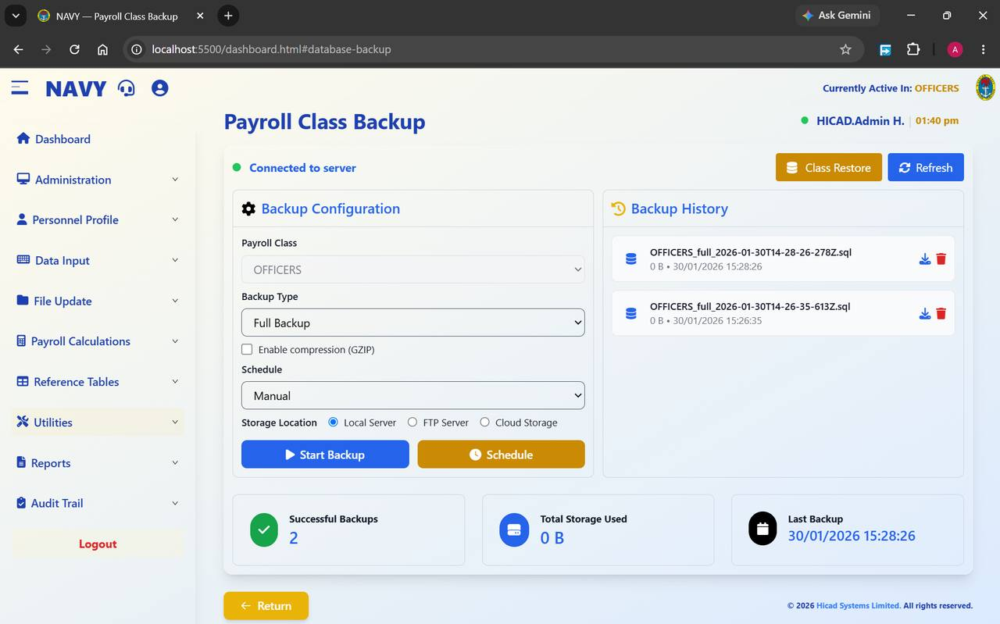 NAVY — Payroll Class Backup
Ask Gemini
localhost:5500/dashboard.html#database-backup
A
NAVY
Currently Active In: OFFICERS
Payroll Class Backup
HICAD.Admin H. | 01:40 pm
Dashboard
Administration
Personnel Profile
Data Input
File Update
Payroll Calculations
Reference Tables
Utilities
Reports
Audit Trail
Logout
Connected to server
Class Restore
Refresh
Backup Configuration
Payroll Class
OFFICERS
Backup Type
Full Backup
Enable compression (GZIP)
Schedule
Manual
Storage Location Local Server FTP Server Cloud Storage
Start Backup
Schedule
Backup History
OFFICERS_full_2026-01-30T14-28-26-278Z.sql
0 B • 30/01/2026 15:28:26
OFFICERS_full_2026-01-30T14-26-35-613Z.sql
0 B • 30/01/2026 15:26:35
Successful Backups
2
Total Storage Used
0 B
Last Backup
30/01/2026 15:28:26
Return
© 2026 Hicad Systems Limited. All rights reserved.